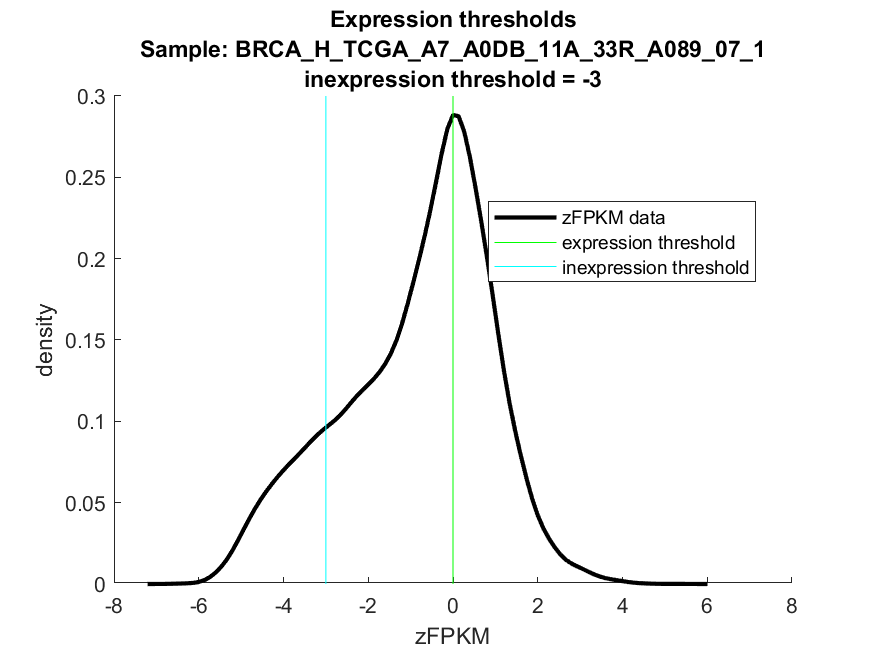 Expression thresholds
Sample: BRCA_H_TCGA_A7_A0DB_11A_33R_A089_07_1
inexpression threshold = -3
0.3
0.25
0.2
0.15
0.1
0.05
0
density
zFPKM data
expression threshold
inexpression threshold
-8 -6 -4 -2 0 2 4 6 8
zFPKM